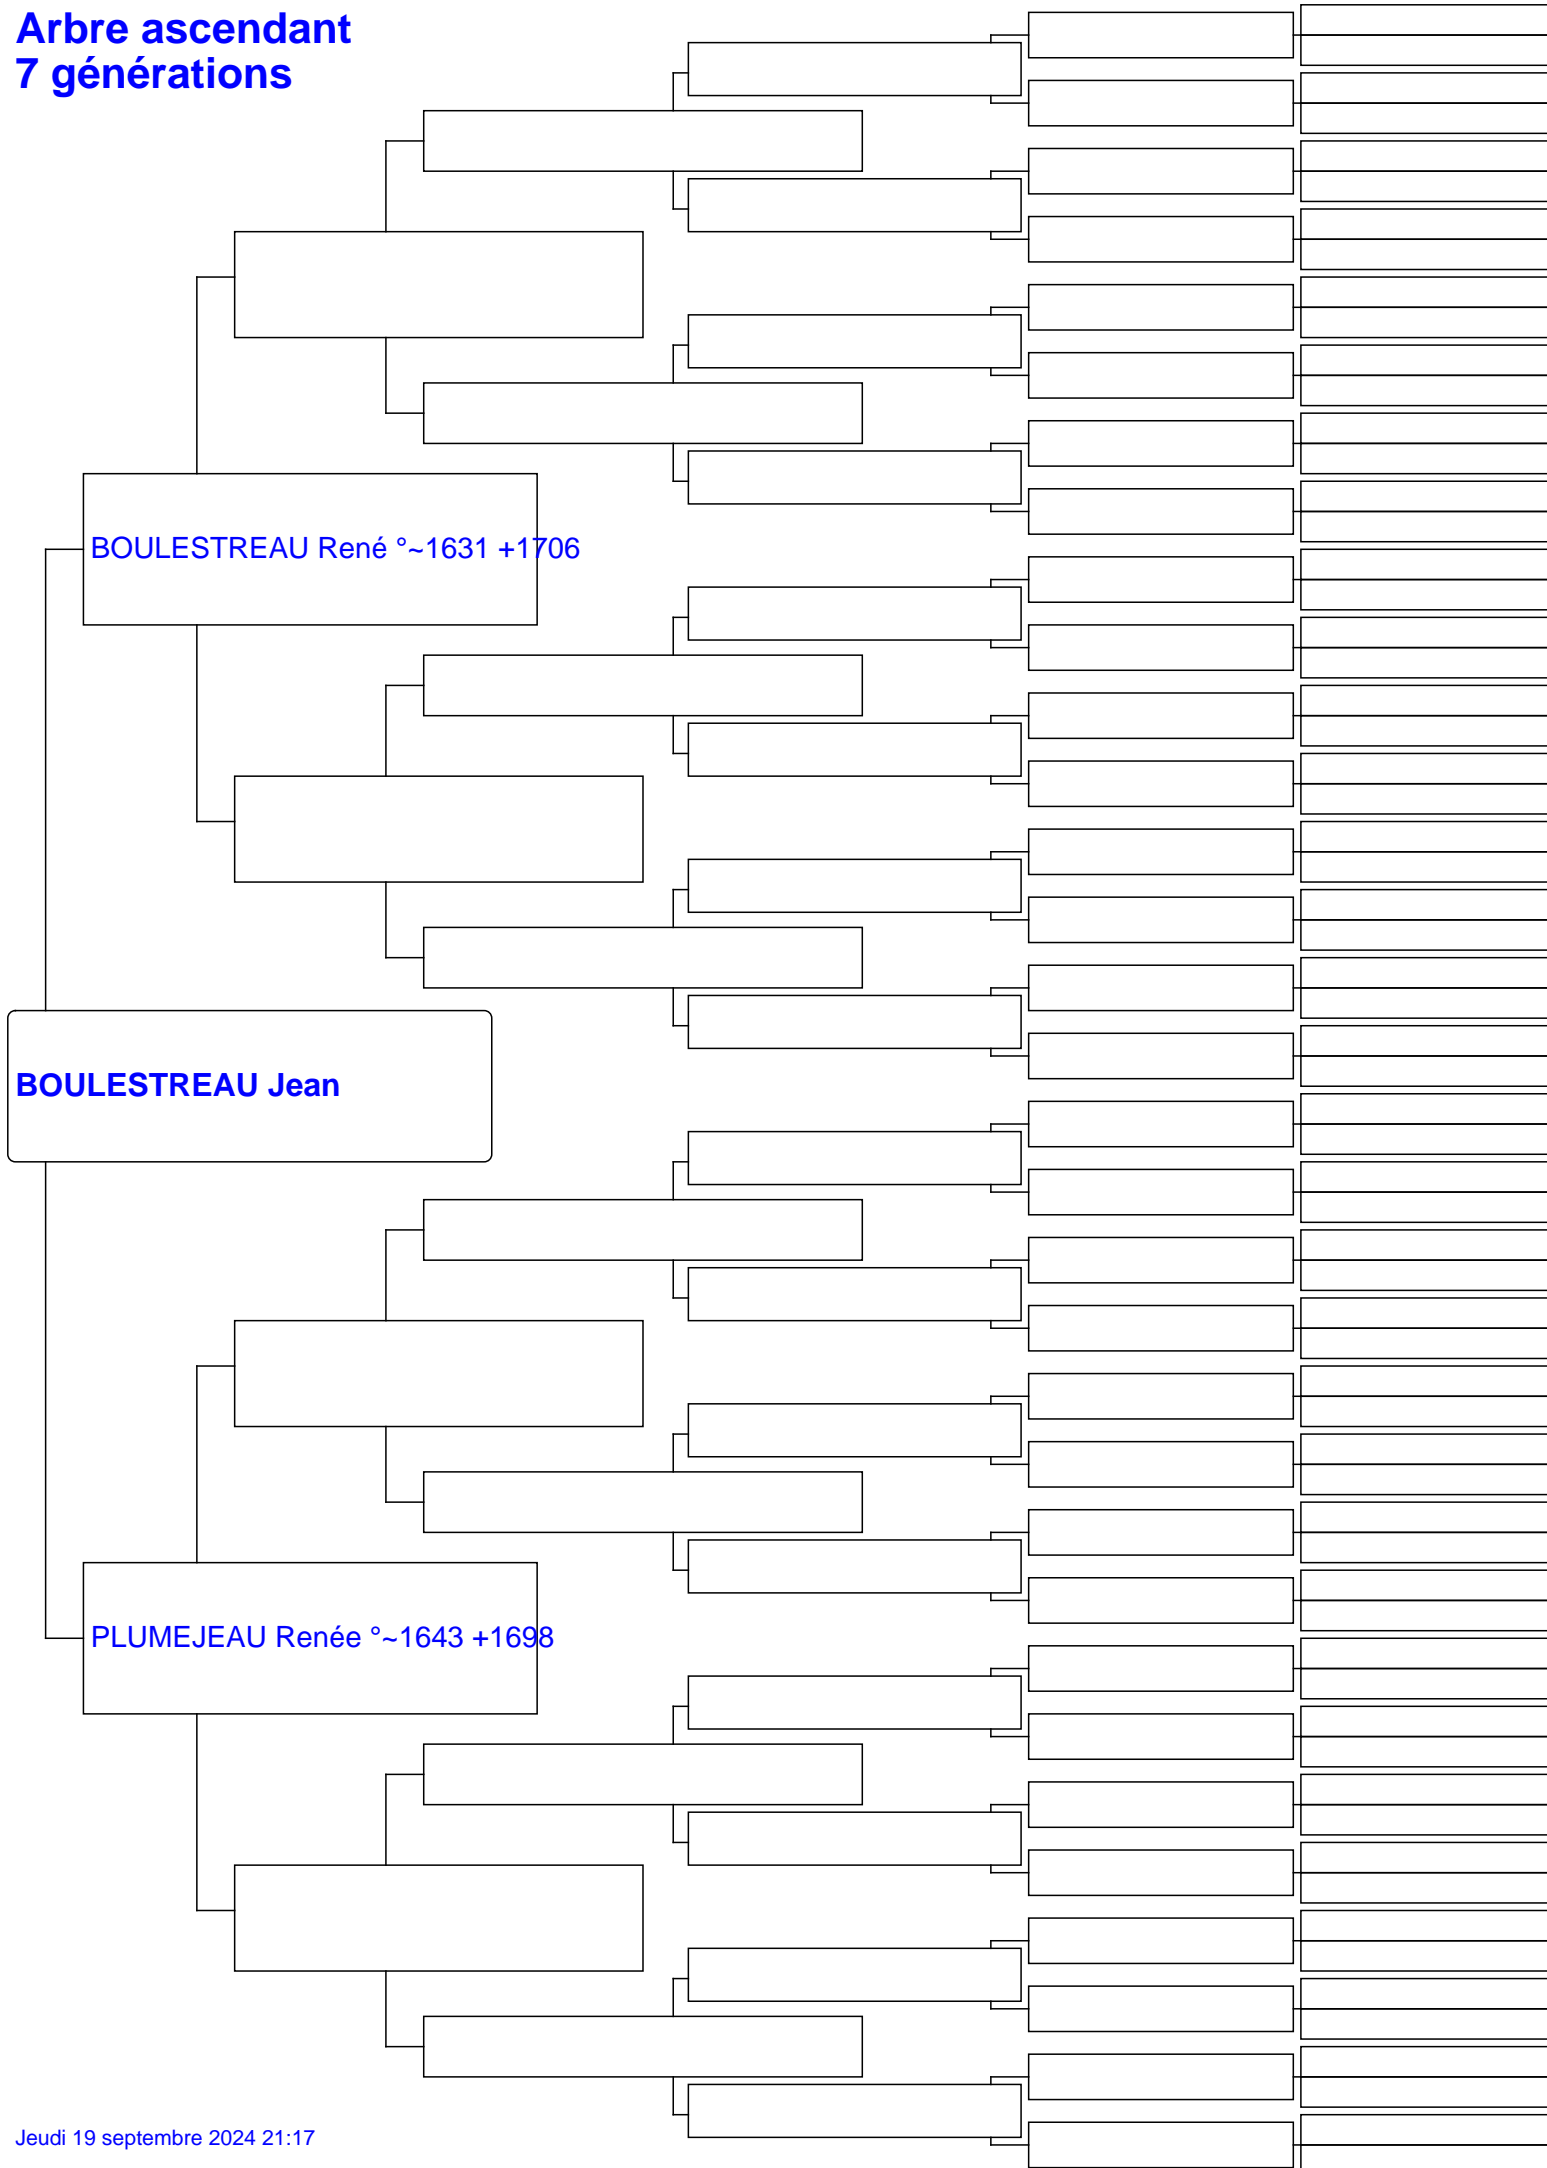 Arbre ascendant
7 générations
BOULESTREAU René °~1631 +1706
BOULESTREAU Jean
PLUMEJEAU Renée °~1643 +1698
Jeudi 19 septembre 2024 21:17